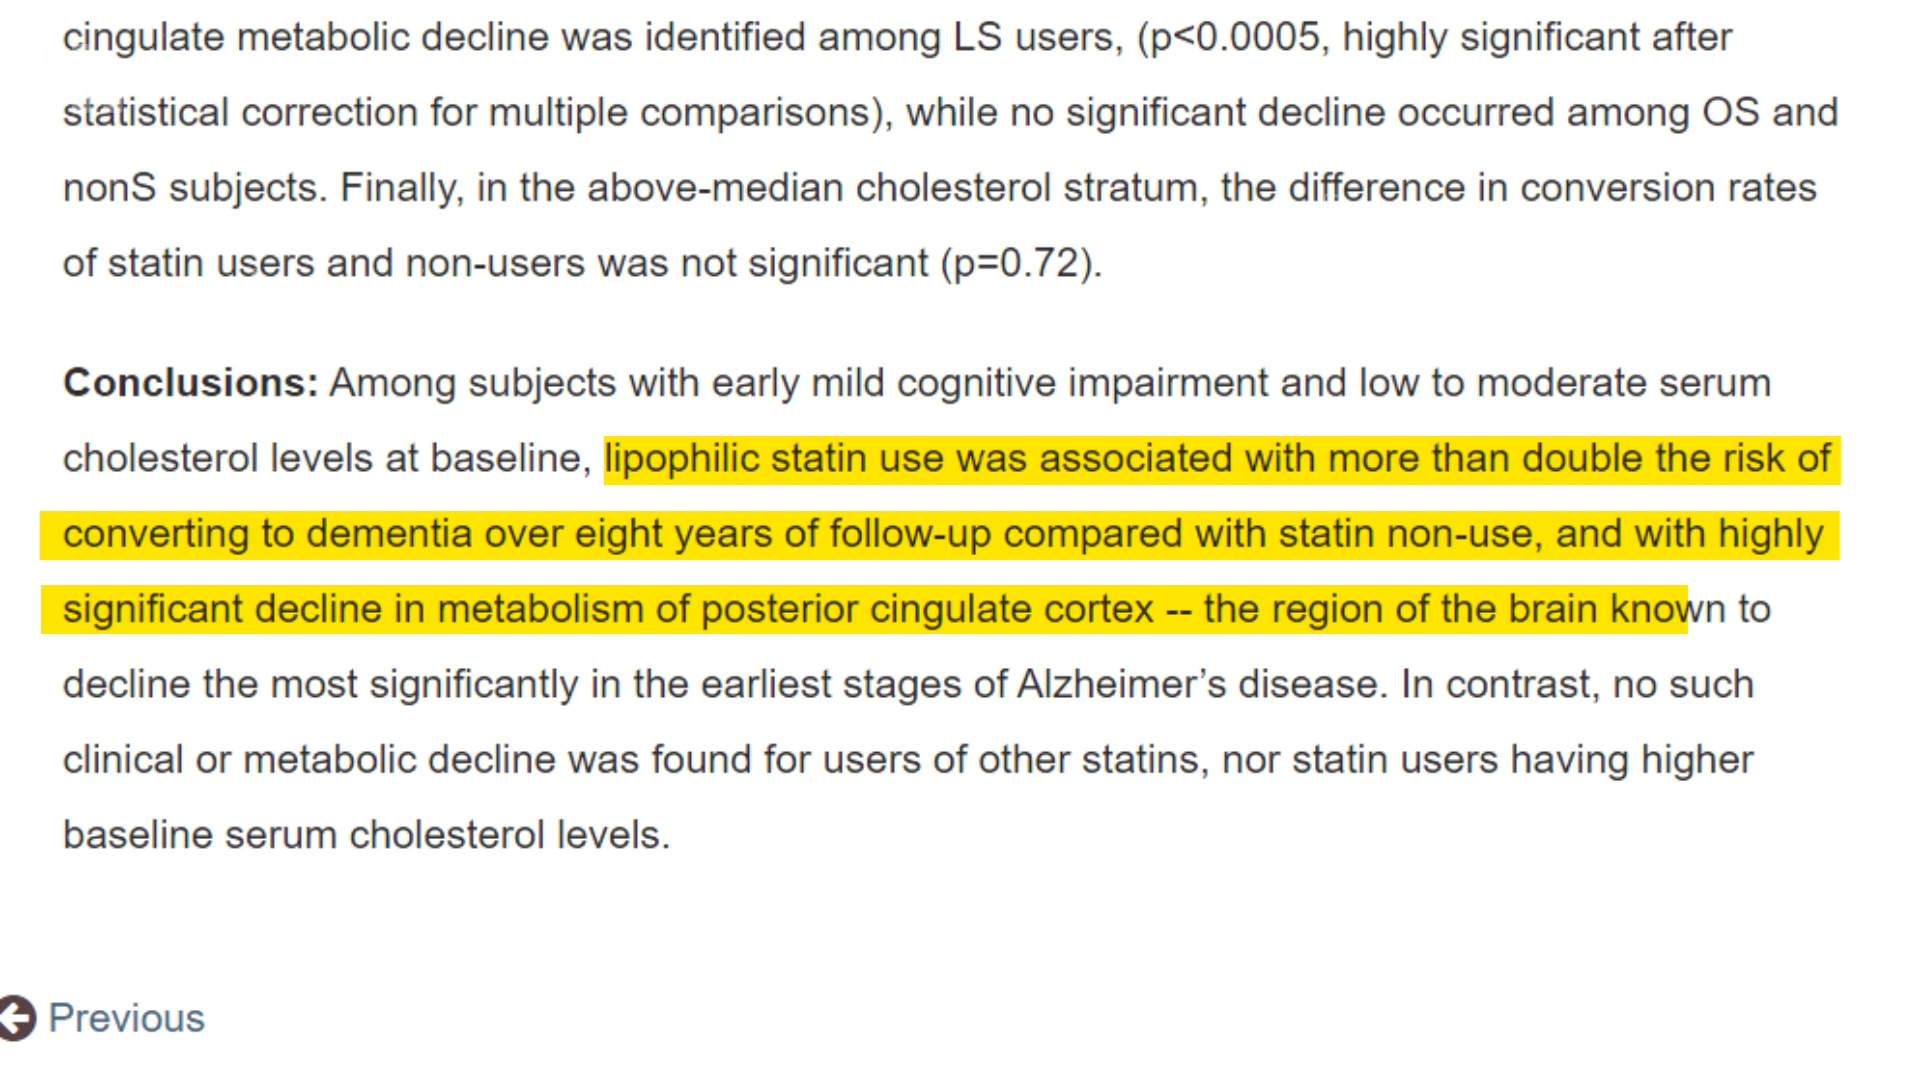 cingulate metabolic decline was identified among LS users, (p<0.0005, highly significant after
statistical correction for multiple comparisons), while no significant decline occurred among OS and
nonS subjects. Finally, in the above-median cholesterol stratum, the difference in conversion rates
of statin users and non-users was not significant (p=0.72).
Conclusions: Among subjects with early mild cognitive impairment and low to moderate serum
cholesterol levels at baseline, lipophilic statin use was associated with more than double the risk of
converting to dementia over eight years of follow-up compared with statin non-use, and with highly
significant decline in metabolism of posterior cingulate cortex -- the region of the brain known to
decline the most significantly in the earliest stages of Alzheimer’s disease. In contrast, no such
clinical or metabolic decline was found for users of other statins, nor statin users having higher
baseline serum cholesterol levels.
Previous